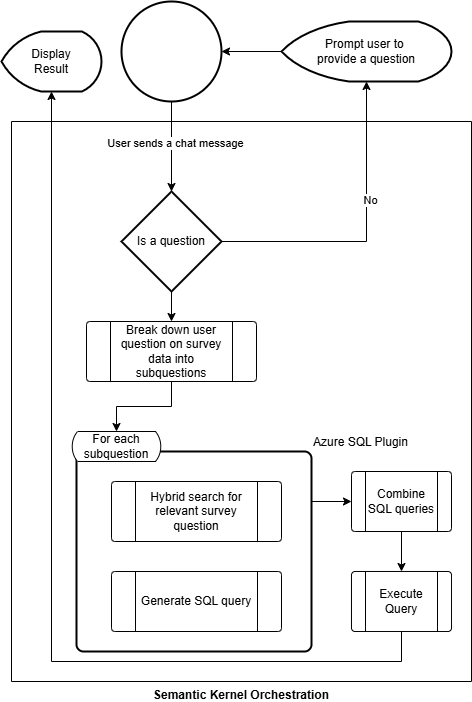 Display
Result
Prompt user to
provide a question
User sends a chat message
No
Is a question
Break down user
question on survey
data into
subquestions
For each
subquestion
Azure SQL Plugin
Hybrid search for
relevant survey
question
Combine
SQL queries
Generate SQL query
Execute
Query
Semantic Kernel Orchestration